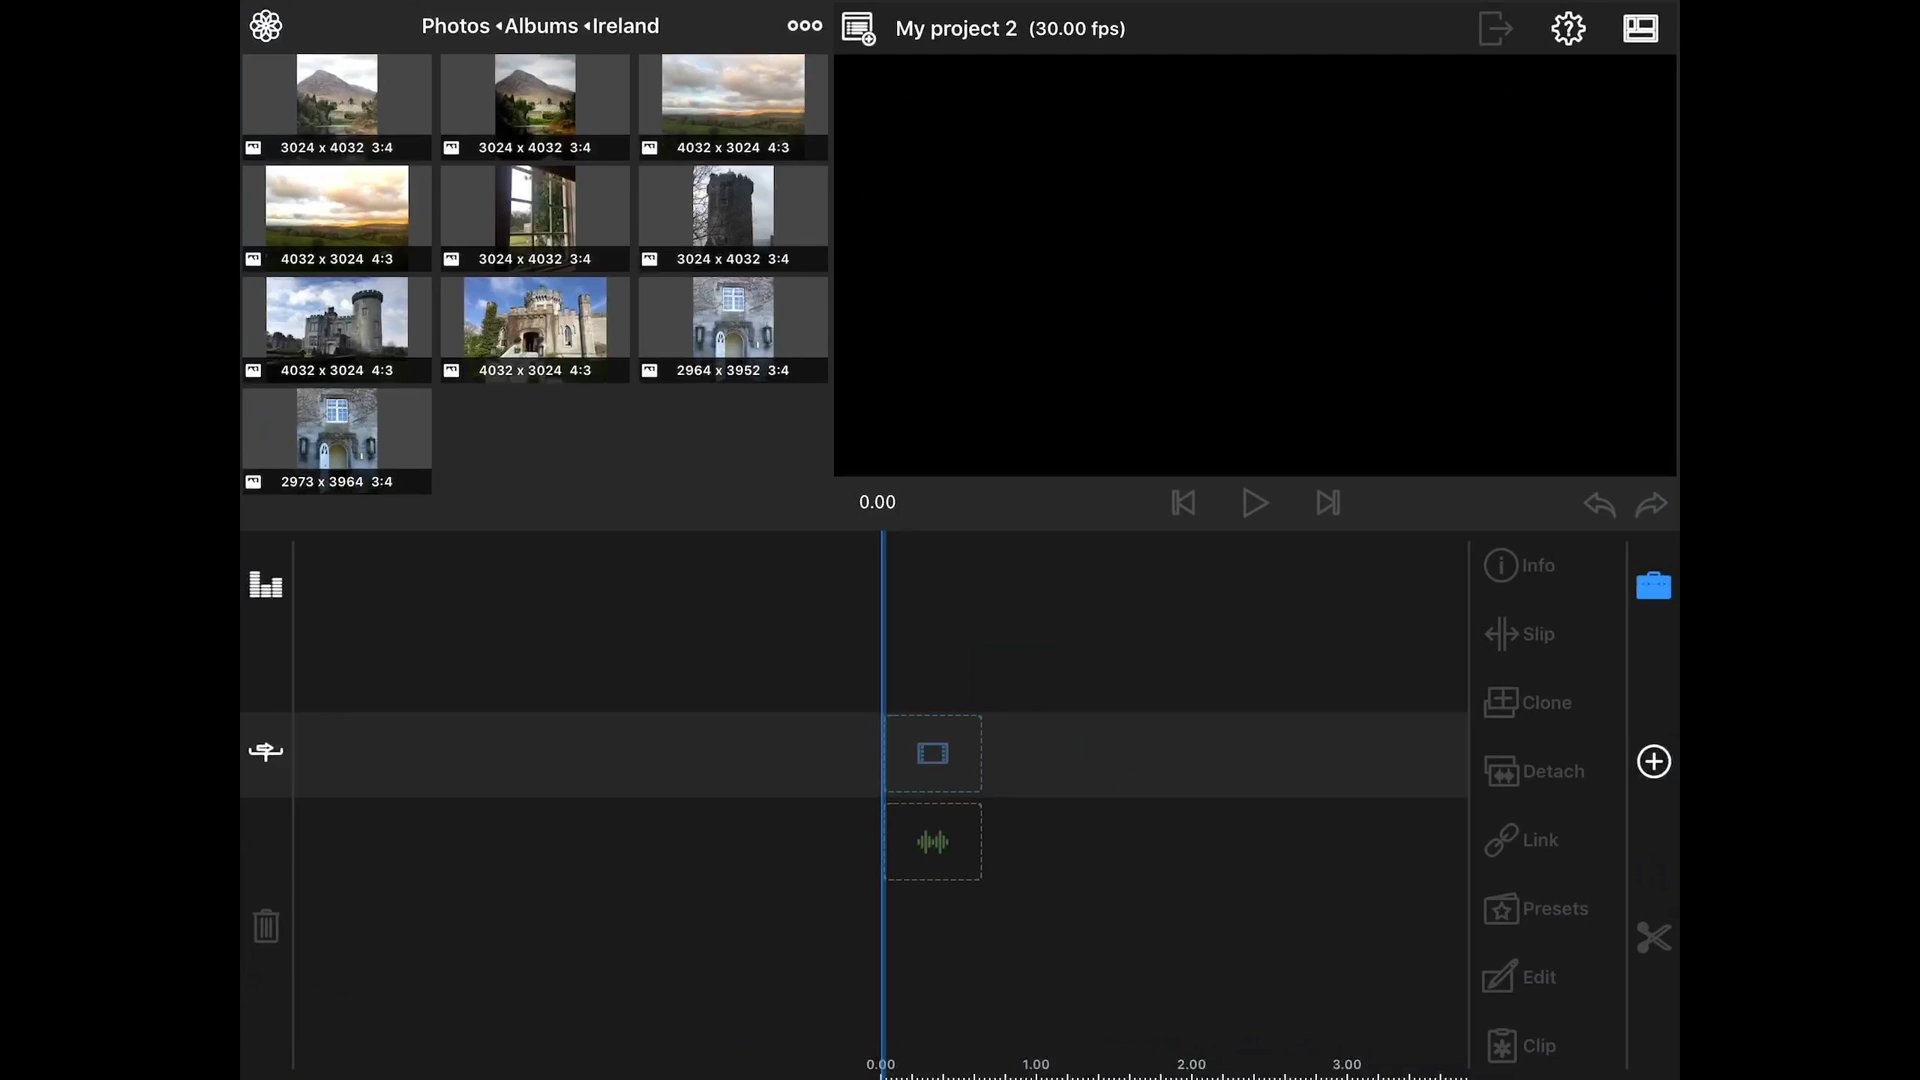 Photos ◂Albums ◂Ireland
My project 2 (30.00 fps)
3024 x 4032 3:4
3024 x 4032 3:4
4032 x 3024 4:3
4032 x 3024 4:3
3024 x 4032 3:4
3024 x 4032 3:4
4032 x 3024 4:3
4032 x 3024 4:3
2964 x 3952 3:4
2973 x 3964 3:4
0.00
Info
Slip
Clone
Detach
Link
Presets
Edit
Clip
0.00 1.00 2.00 3.00